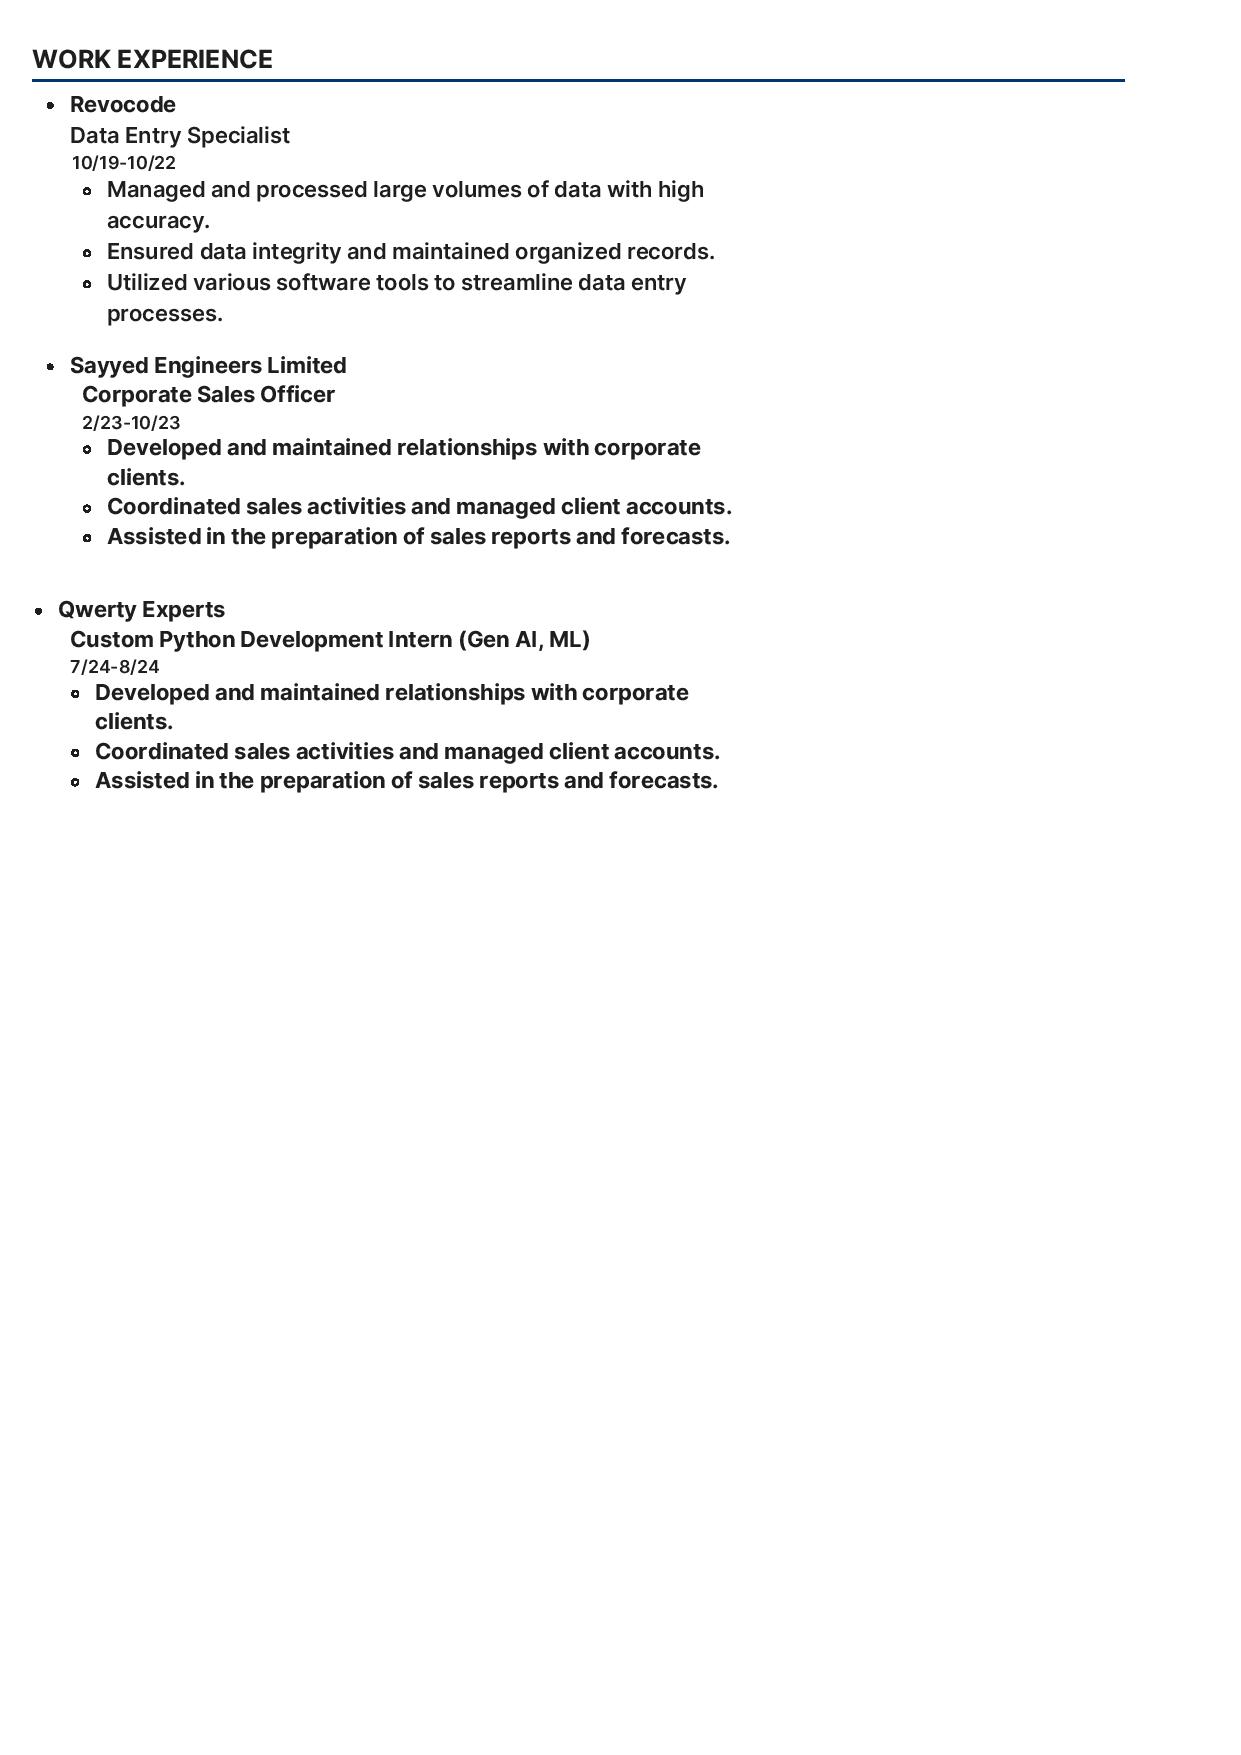 WORK EXPERIENCE
Revocode
Data Entry Specialist
10/19-10/22
Managed and processed large volumes of data with high
accuracy.
Ensured data integrity and maintained organized records.
Utilized various software tools to streamline data entry
processes.
Sayyed Engineers Limited
Corporate Sales Officer
2/23-10/23
Developed and maintained relationships with corporate
clients.
Coordinated sales activities and managed client accounts.
Assisted in the preparation of sales reports and forecasts.
Qwerty Experts
Custom Python Development Intern (Gen AI, ML)
7/24-8/24
Developed and maintained relationships with corporate
clients.
Coordinated sales activities and managed client accounts.
Assisted in the preparation of sales reports and forecasts.